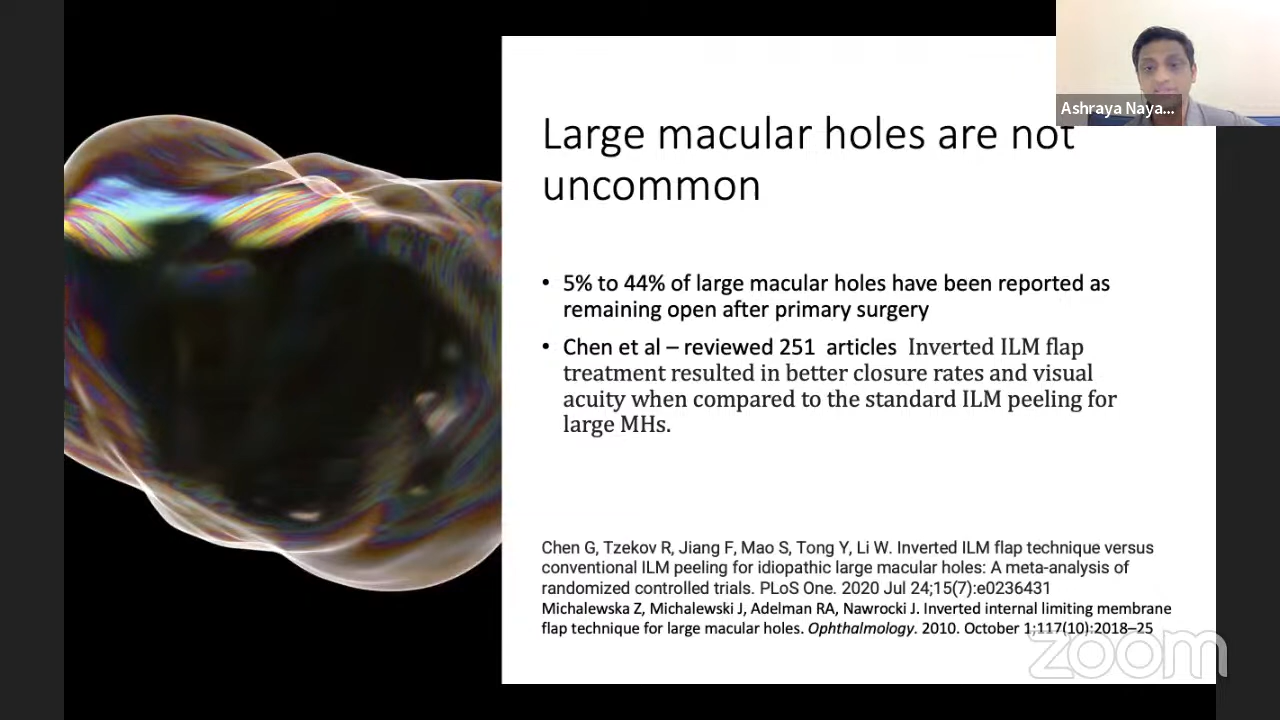 Ashraya Naya...
Large macular holes are not
uncommon
• 5% to 44% of large macular holes have been reported as
remaining open after primary surgery
• Chen et al – reviewed 251 articles Inverted ILM flap
treatment resulted in better closure rates and visual
acuity when compared to the standard ILM peeling for
large MHs.
Chen G, Tzekov R, Jiang F, Mao S, Tong Y, Li W. Inverted ILM flap technique versus
conventional ILM peeling for idiopathic large macular holes: A meta-analysis of
randomized controlled trials. PLoS One. 2020 Jul 24;15(7):e0236431
Michalewska Z, Michalewski J, Adelman RA, Nawrocki J. Inverted internal limiting membrane
flap technique for large macular holes. Ophthalmology. 2010. October 1;117(10):2018–25
zoom